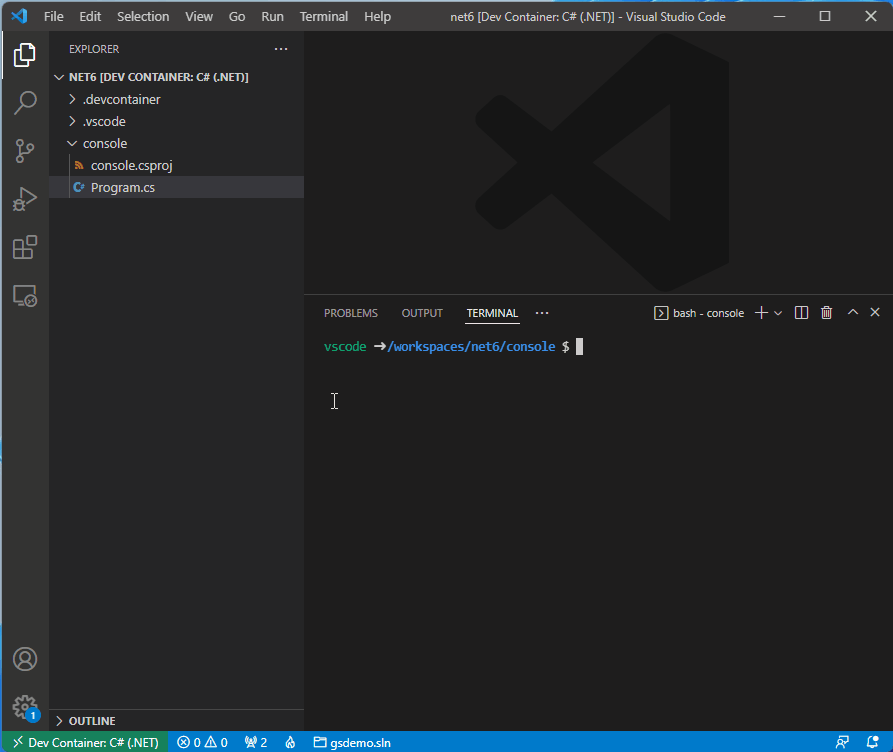 File Edit Selection View Go Run Terminal Help net6 [Dev Container: C# (.NET)] - Visual Studio Code
EXPLORER
NET6 [DEV CONTAINER: C# (.NET)]
.devcontainer
.vscode
console
console.csproj
C# Program.cs
PROBLEMS OUTPUT TERMINAL ··· bash - console
vscode ➜/workspaces/net6/console $
OUTLINE
1
Dev Container: C# (.NET) 0 0 2 gsdemo.sln